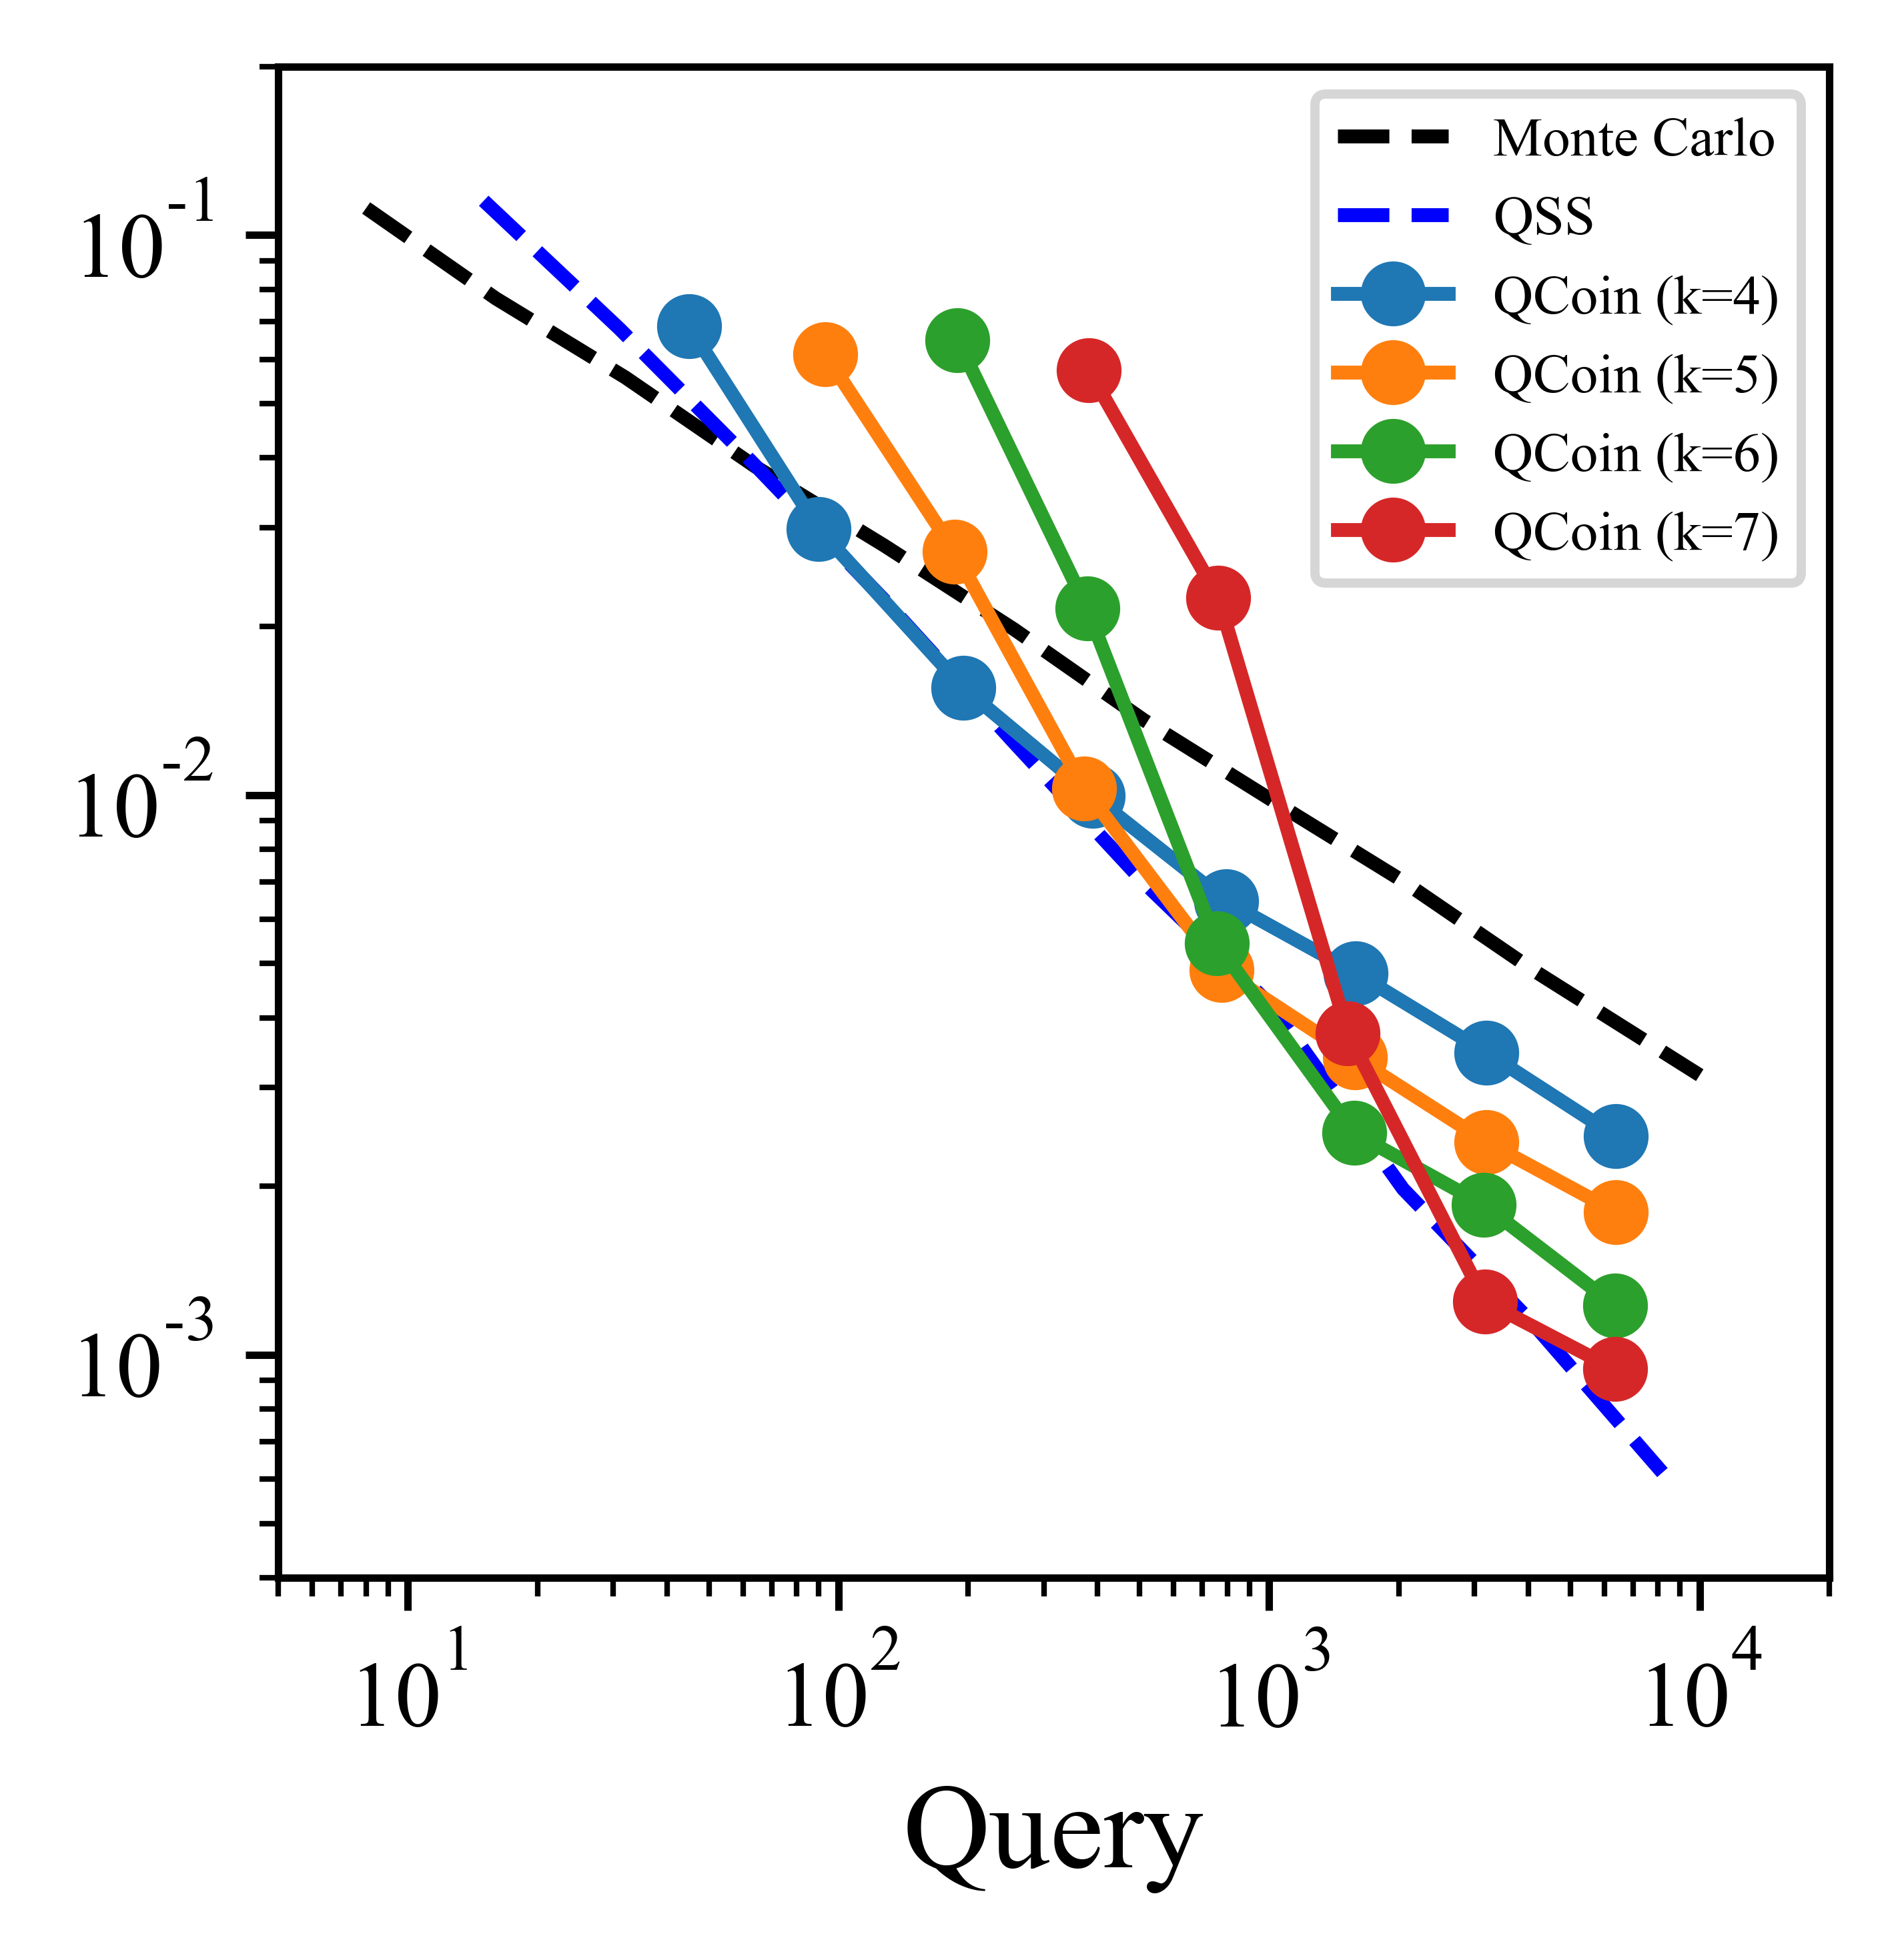 Monte Carlo
QSS
QCoin (k=4)
QCoin (k=5)
QCoin (k=6)
QCoin (k=7)
10-1
10-2
10-3
101 102 103 104
Query